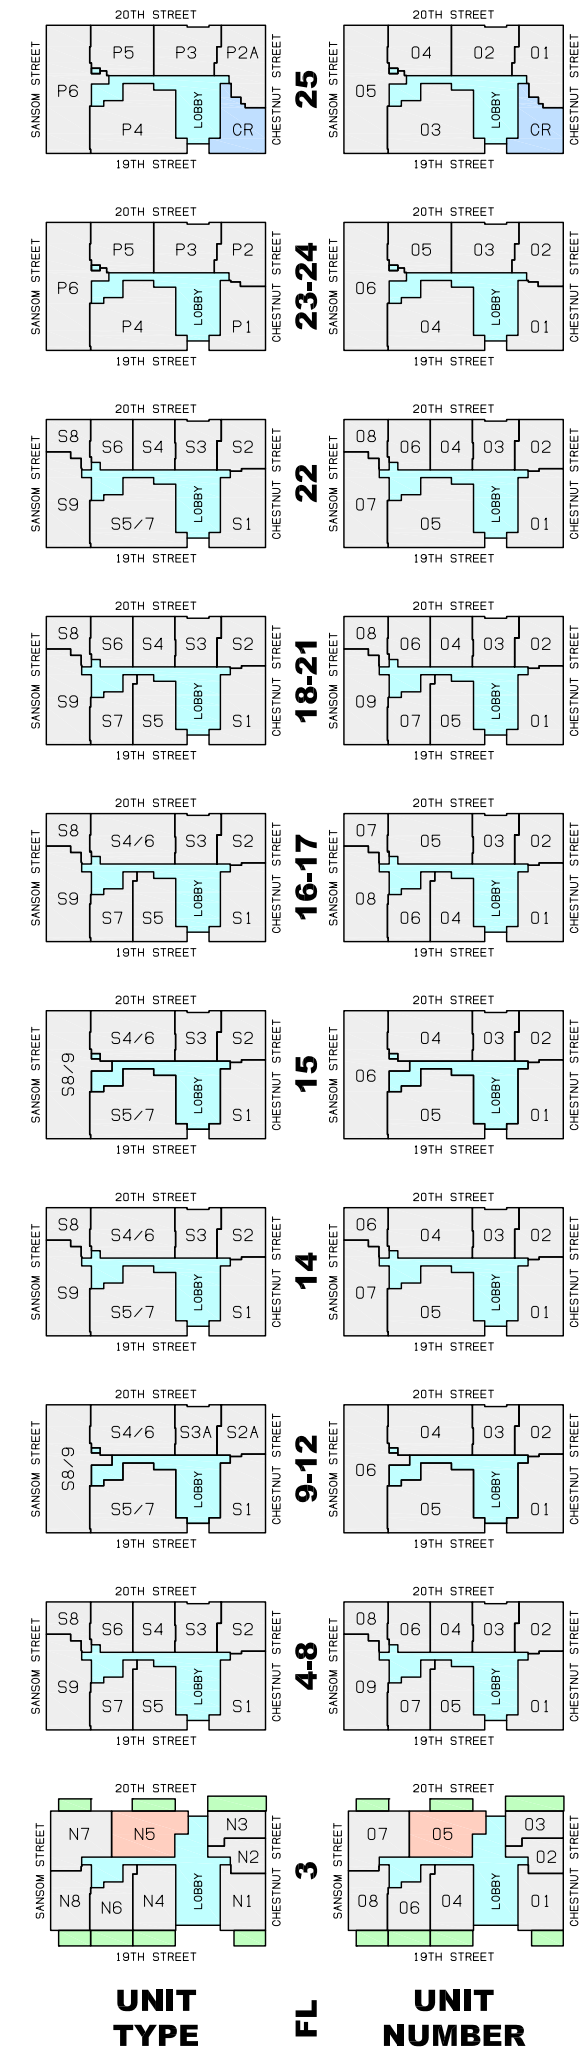 20TH STREET 20TH STREET
SANSOM STREET P6 P5 P3 P2A P4 LOBBY CR CHESTNUT STREET 25 SANSOM STREET 05 04 02 01 03 LOBBY CR CHESTNUT STREET
19TH STREET 19TH STREET
20TH STREET 20TH STREET
SANSOM STREET P6 P5 P3 P2 P4 LOBBY P1 CHESTNUT STREET 23-24 SANSOM STREET 06 05 03 02 04 LOBBY 01 CHESTNUT STREET
19TH STREET 19TH STREET
20TH STREET 20TH STREET
SANSOM STREET S8 S6 S4 S3 S2 S9 S5/7 LOBBY S1 CHESTNUT STREET 22 SANSOM STREET 08 06 04 03 02 07 05 LOBBY 01 CHESTNUT STREET
19TH STREET 19TH STREET
20TH STREET 20TH STREET
SANSOM STREET S8 S6 S4 S3 S2 S9 S7 S5 LOBBY S1 CHESTNUT STREET 18-21 SANSOM STREET 08 06 04 03 02 09 07 05 LOBBY 01 CHESTNUT STREET
19TH STREET 19TH STREET
20TH STREET 20TH STREET
SANSOM STREET S8 S4/6 S3 S2 S9 S7 S5 LOBBY S1 CHESTNUT STREET 16-17 SANSOM STREET 07 05 03 02 08 06 04 LOBBY 01 CHESTNUT STREET
19TH STREET 19TH STREET
20TH STREET 20TH STREET
SANSOM STREET S8/9 S4/6 S3 S2 S5/7 LOBBY S1 CHESTNUT STREET 15 SANSOM STREET 06 04 03 02 05 LOBBY 01 CHESTNUT STREET
19TH STREET 19TH STREET
20TH STREET 20TH STREET
SANSOM STREET S8 S4/6 S3 S2 S9 S5/7 LOBBY S1 CHESTNUT STREET 14 SANSOM STREET 06 04 03 02 07 05 LOBBY 01 CHESTNUT STREET
19TH STREET 19TH STREET
20TH STREET 20TH STREET
SANSOM STREET S8/9 S4/6 S3A S2A S5/7 LOBBY S1 CHESTNUT STREET 9-12 SANSOM STREET 06 04 03 02 05 LOBBY 01 CHESTNUT STREET
19TH STREET 19TH STREET
20TH STREET 20TH STREET
SANSOM STREET S8 S6 S4 S3 S2 S9 S7 S5 LOBBY S1 CHESTNUT STREET 4-8 SANSOM STREET 08 06 04 03 02 09 07 05 LOBBY 01 CHESTNUT STREET
19TH STREET 19TH STREET
20TH STREET 20TH STREET
SANSOM STREET N7 N5 N3 N2 N8 N6 N4 LOBBY N1 CHESTNUT STREET 3 SANSOM STREET 07 05 03 02 08 06 04 LOBBY 01 CHESTNUT STREET
19TH STREET 19TH STREET
UNIT TYPE FL UNIT NUMBER